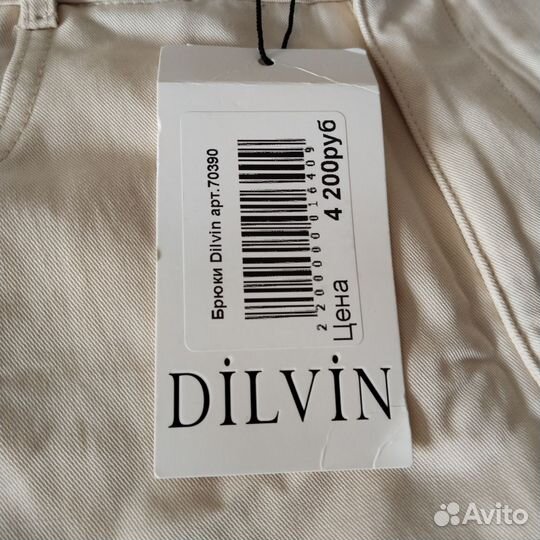 Брюки Dilvin арт.70390
2200000016409
Цена 4 200руб
DİLVİN
Avito